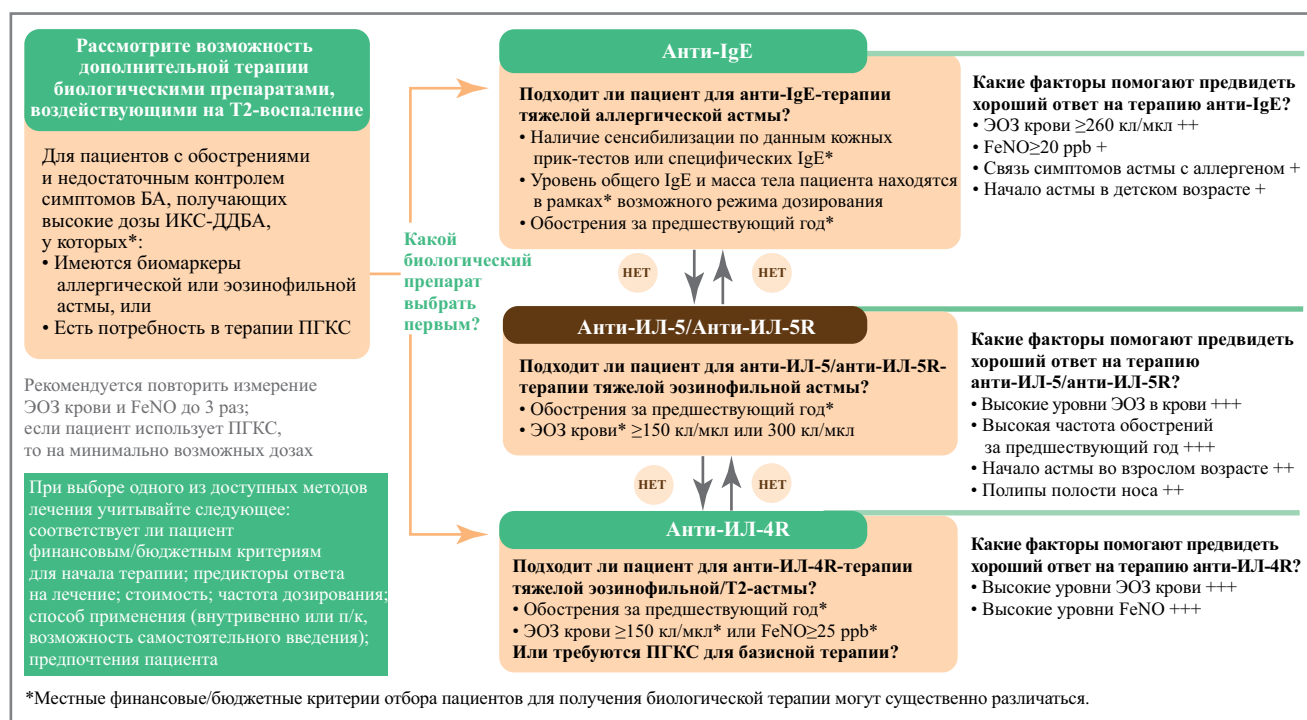 Рассмотрите возможность
дополнительной терапии
биологическими препаратами,
воздействующими на Т2-воспаление
Для пациентов с обострениями
и недостаточным контролем
симптомов БА, получающих
высокие дозы ИКС-ДДБА,
у которых*:
• Имеются биомаркеры
аллергической или эозинофильной
астмы, или
• Есть потребность в терапии ПГКС
Рекомендуется повторить измерение
ЭОЗ крови и FeNO до 3 раз;
если пациент использует ПГКС,
то на минимально возможных дозах
При выборе одного из доступных методов
лечения учитывайте следующее:
соответствует ли пациент
финансовым/бюджетным критериям
для начала терапии; предикторы ответа
на лечение; стоимость; частота дозирования;
способ применения (внутривенно или п/к,
возможность самостоятельного введения);
предпочтения пациента
Какой
биологический
препарат
выбрать
первым?
Анти-IgE
Подходит ли пациент для анти-IgE-терапии
тяжелой аллергической астмы?
• Наличие сенсибилизации по данным кожных
прик-тестов или специфических IgE*
• Уровень общего IgE и масса тела пациента находятся
в рамках* возможного режима дозирования
• Обострения за предшествующий год*
Какие факторы помогают предвидеть
хороший ответ на терапию анти-IgE?
• ЭОЗ крови ≥260 кл/мкл ++
• FeNO≥20 ppb +
• Связь симптомов астмы с аллергеном +
• Начало астмы в детском возрасте +
НЕТ
НЕТ
Анти-ИЛ-5/Анти-ИЛ-5R
Подходит ли пациент для анти-ИЛ-5/анти-ИЛ-5R-
терапии тяжелой эозинофильной астмы?
• Обострения за предшествующий год*
• ЭОЗ крови* ≥150 кл/мкл или 300 кл/мкл
Какие факторы помогают предвидеть
хороший ответ на терапию
анти-ИЛ-5/анти-ИЛ-5R?
• Высокие уровни ЭОЗ в крови +++
• Высокая частота обострений
за предшествующий год +++
• Начало астмы во взрослом возрасте ++
• Полипы полости носа ++
НЕТ
НЕТ
Анти-ИЛ-4R
Подходит ли пациент для анти-ИЛ-4R-терапии
тяжелой эозинофильной/Т2-астмы?
• Обострения за предшествующий год*
• ЭОЗ крови ≥150 кл/мкл* или FeNO≥25 ppb*
Или требуются ПГКС для базисной терапии?
Какие факторы помогают предвидеть
хороший ответ на терапию анти-ИЛ-4R?
• Высокие уровни ЭОЗ крови +++
• Высокие уровни FeNO +++
*Местные финансовые/бюджетные критерии отбора пациентов для получения биологической терапии могут существенно различаться.